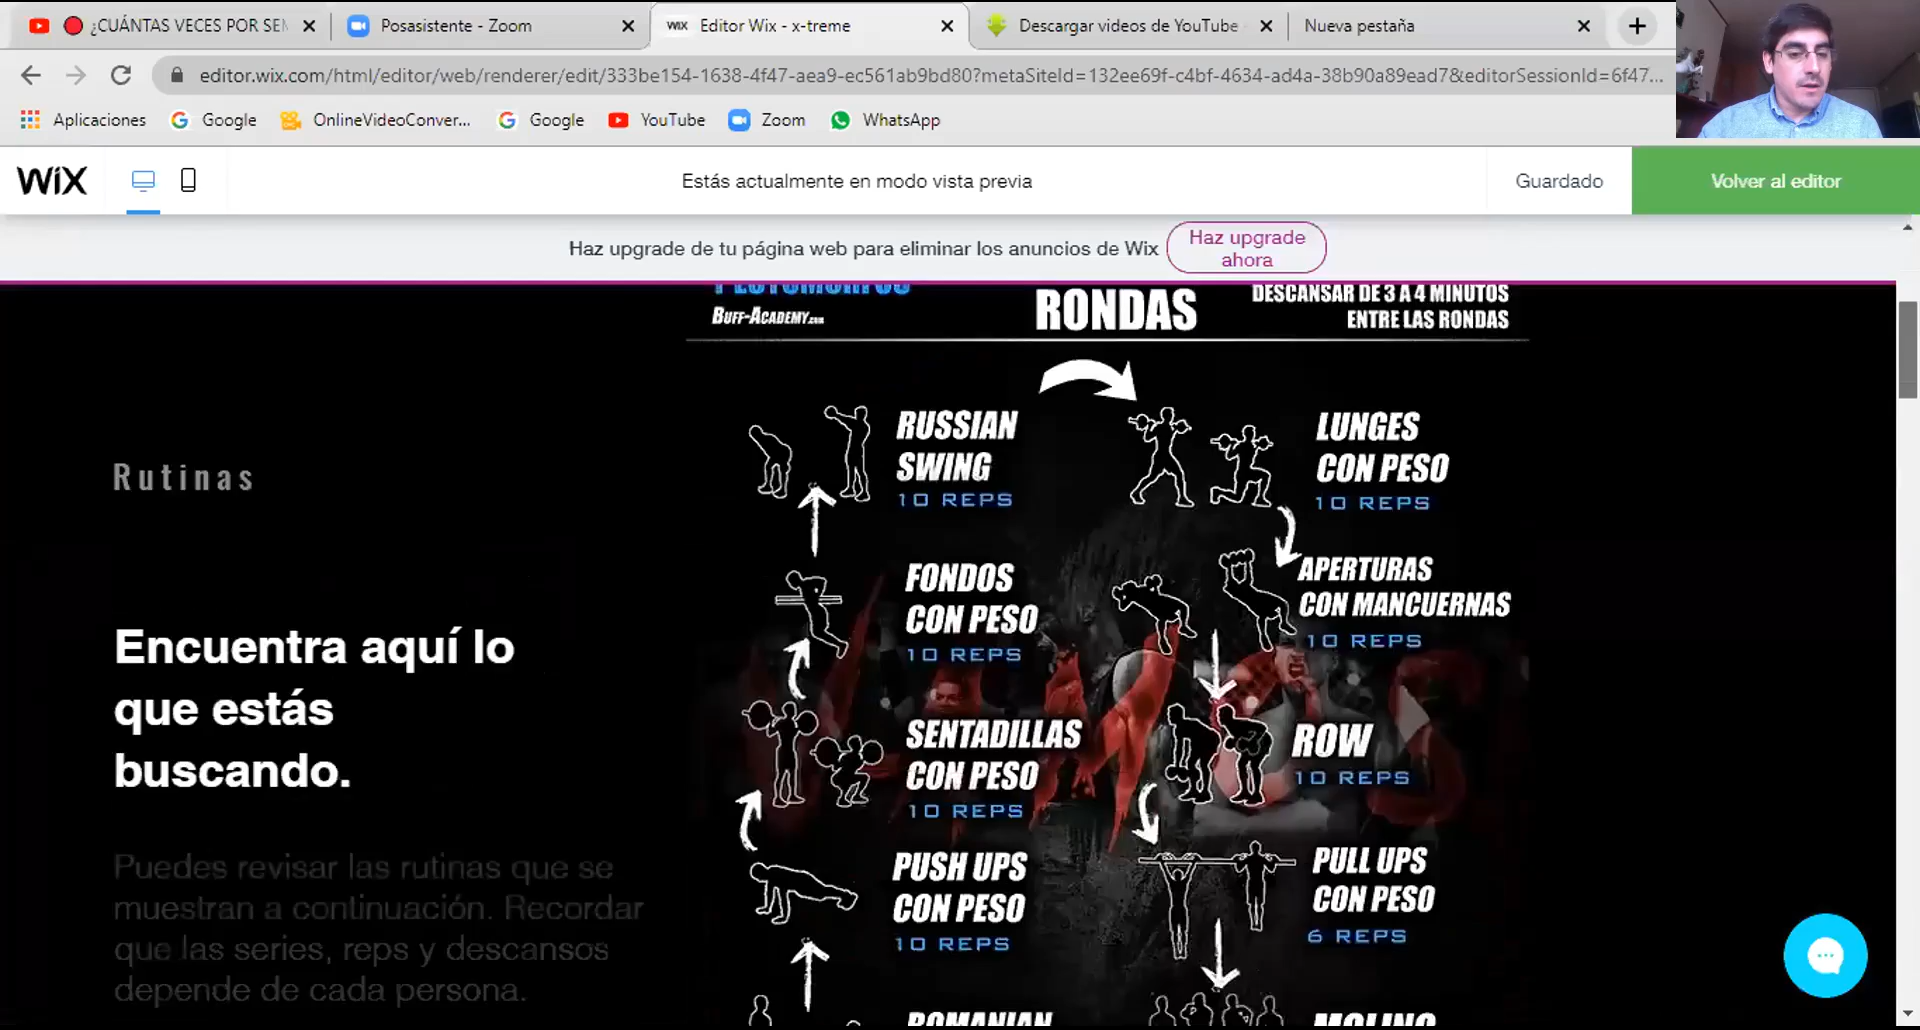 ¿CUÁNTAS VECES POR SEM
Posasistente - Zoom
WIX Editor Wix - x-treme
Descargar videos de YouTube
Nueva pestaña
editor.wix.com/html/editor/web/renderer/edit/333be154-1638-4f47-aea9-ec561ab9bd80?metaSiteId=132ee69f-c4bf-4634-ad4a-38b90a89ead7&editorSessionId=6f47...
Aplicaciones
Google
OnlineVideoConver...
Google
YouTube
Zoom
WhatsApp
WiX
Estás actualmente en modo vista previa
Guardado
Volver al editor
Haz upgrade de tu página web para eliminar los anuncios de Wix
Haz upgrade
ahora
BUFF-ACADEMY.com
RONDAS
DESCANSAR DE 3 A 4 MINUTOS
ENTRE LAS RONDAS
Rutinas
Encuentra aquí lo
que estás
buscando.
Puedes revisar las rutinas que se
muestran a continuación. Recordar
que las series, reps y descansos
depende de cada persona.
RUSSIAN
SWING
10 REPS
LUNGES
CON PESO
10 REPS
FONDOS
CON PESO
10 REPS
APERTURAS
CON MANCUERNAS
10 REPS
SENTADILLAS
CON PESO
10 REPS
ROW
10 REPS
PUSH UPS
CON PESO
10 REPS
PULL UPS
CON PESO
6 REPS
ROMANIAN
MOLINO